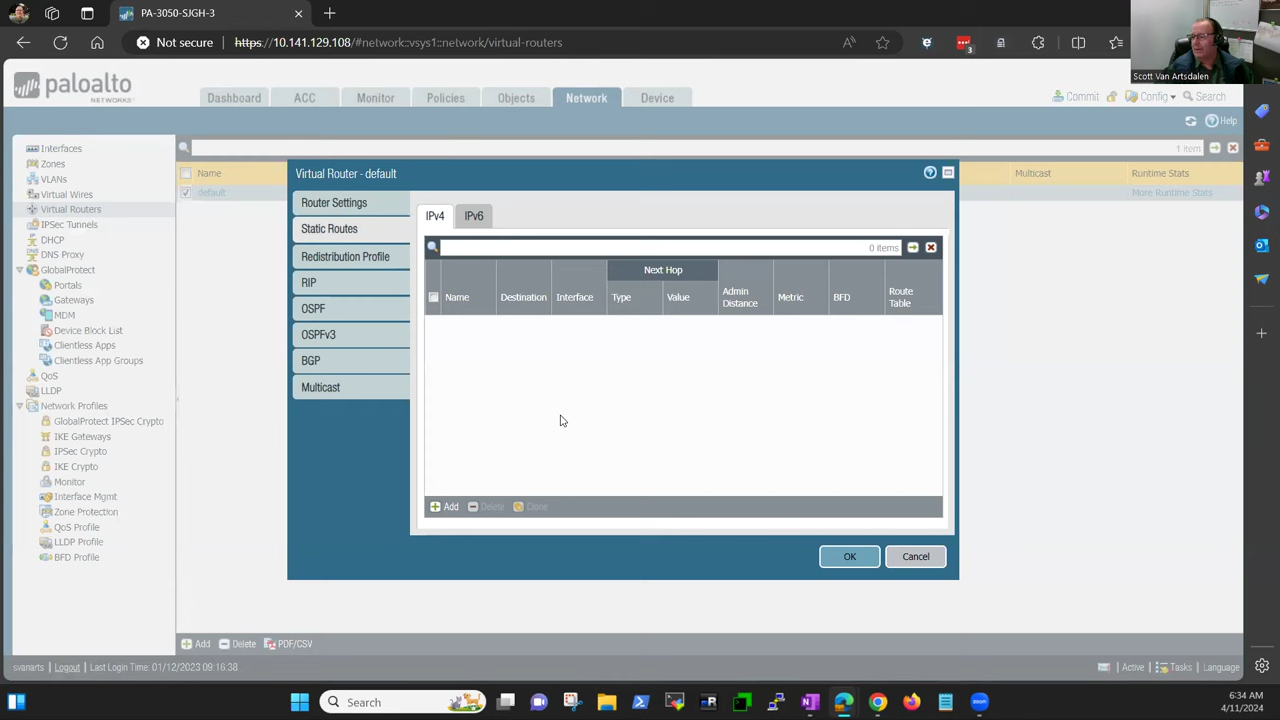 PA-3050-SJGH-3
Not secure
https://10.141.129.108/#network::vsys1::network/virtual-routers
3
Scott Van Artsdalen
paloalto
NETWORKS
Dashboard
ACC
Monitor
Policies
Objects
Network
Device
Commit
Config
Search
Help
Interfaces
Zones
VLANs
Virtual Wires
Virtual Routers
IPSec Tunnels
DHCP
DNS Proxy
GlobalProtect
Portals
Gateways
MDM
Device Block List
Clientless Apps
Clientless App Groups
QoS
LLDP
Network Profiles
GlobalProtect IPSec Crypto
IKE Gateways
IPSec Crypto
IKE Crypto
Monitor
Interface Mgmt
Zone Protection
QoS Profile
LLDP Profile
BFD Profile
1 item
Name
Multicast
Runtime Stats
default
More Runtime Stats
Virtual Router - default
Router Settings
Static Routes
Redistribution Profile
RIP
OSPF
OSPFv3
BGP
Multicast
IPv4
IPv6
0 items
Next Hop
Name
Destination
Interface
Type
Value
Admin
Distance
Metric
BFD
Route
Table
Add
Delete
Clone
OK
Cancel
Add
Delete
PDF/CSV
svanarts
Logout
Last Login Time: 01/12/2023 09:16:38
Active
Tasks
Language
Search
6:34 AM
4/11/2024